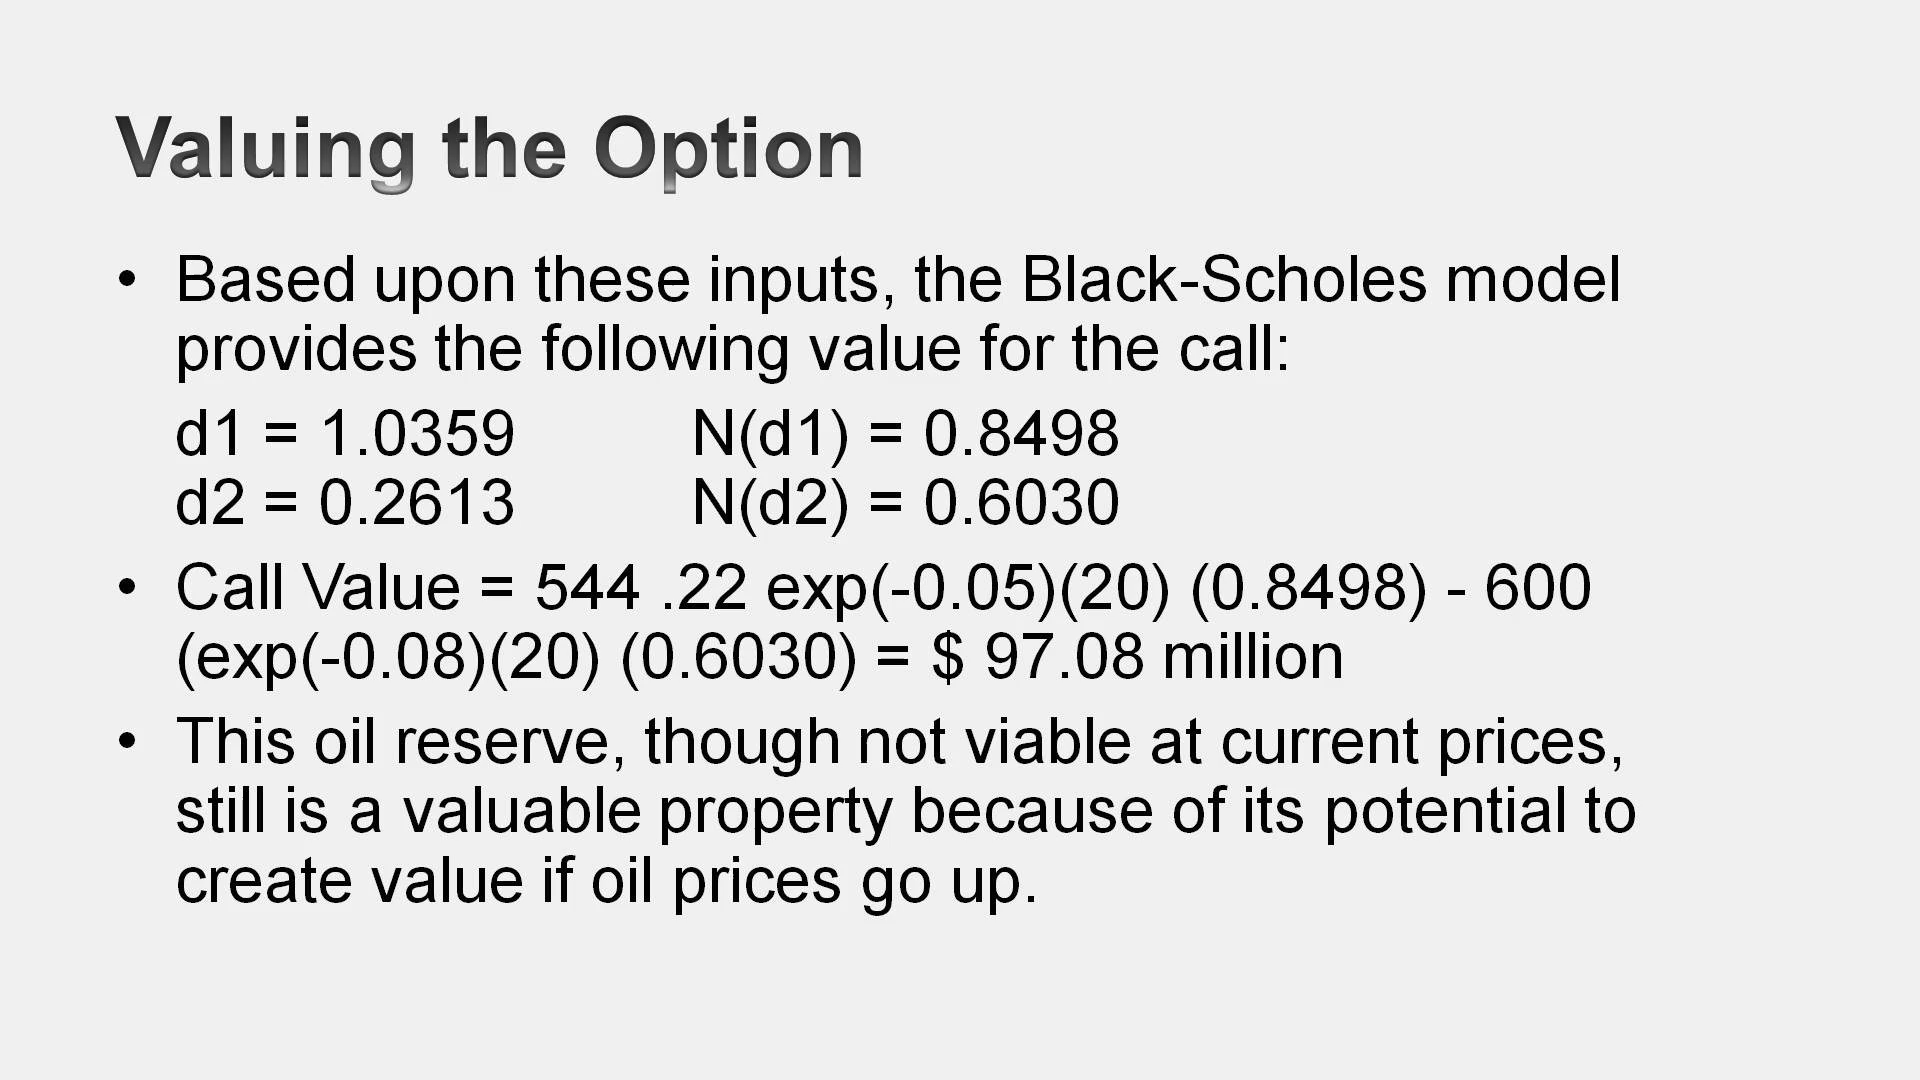 Valuing the Option
• Based upon these inputs, the Black-Scholes model
provides the following value for the call:
d1 = 1.0359 N(d1) = 0.8498
d2 = 0.2613 N(d2) = 0.6030
• Call Value = 544 .22 exp(-0.05)(20) (0.8498) - 600
(exp(-0.08)(20) (0.6030) = $ 97.08 million
• This oil reserve, though not viable at current prices,
still is a valuable property because of its potential to
create value if oil prices go up.